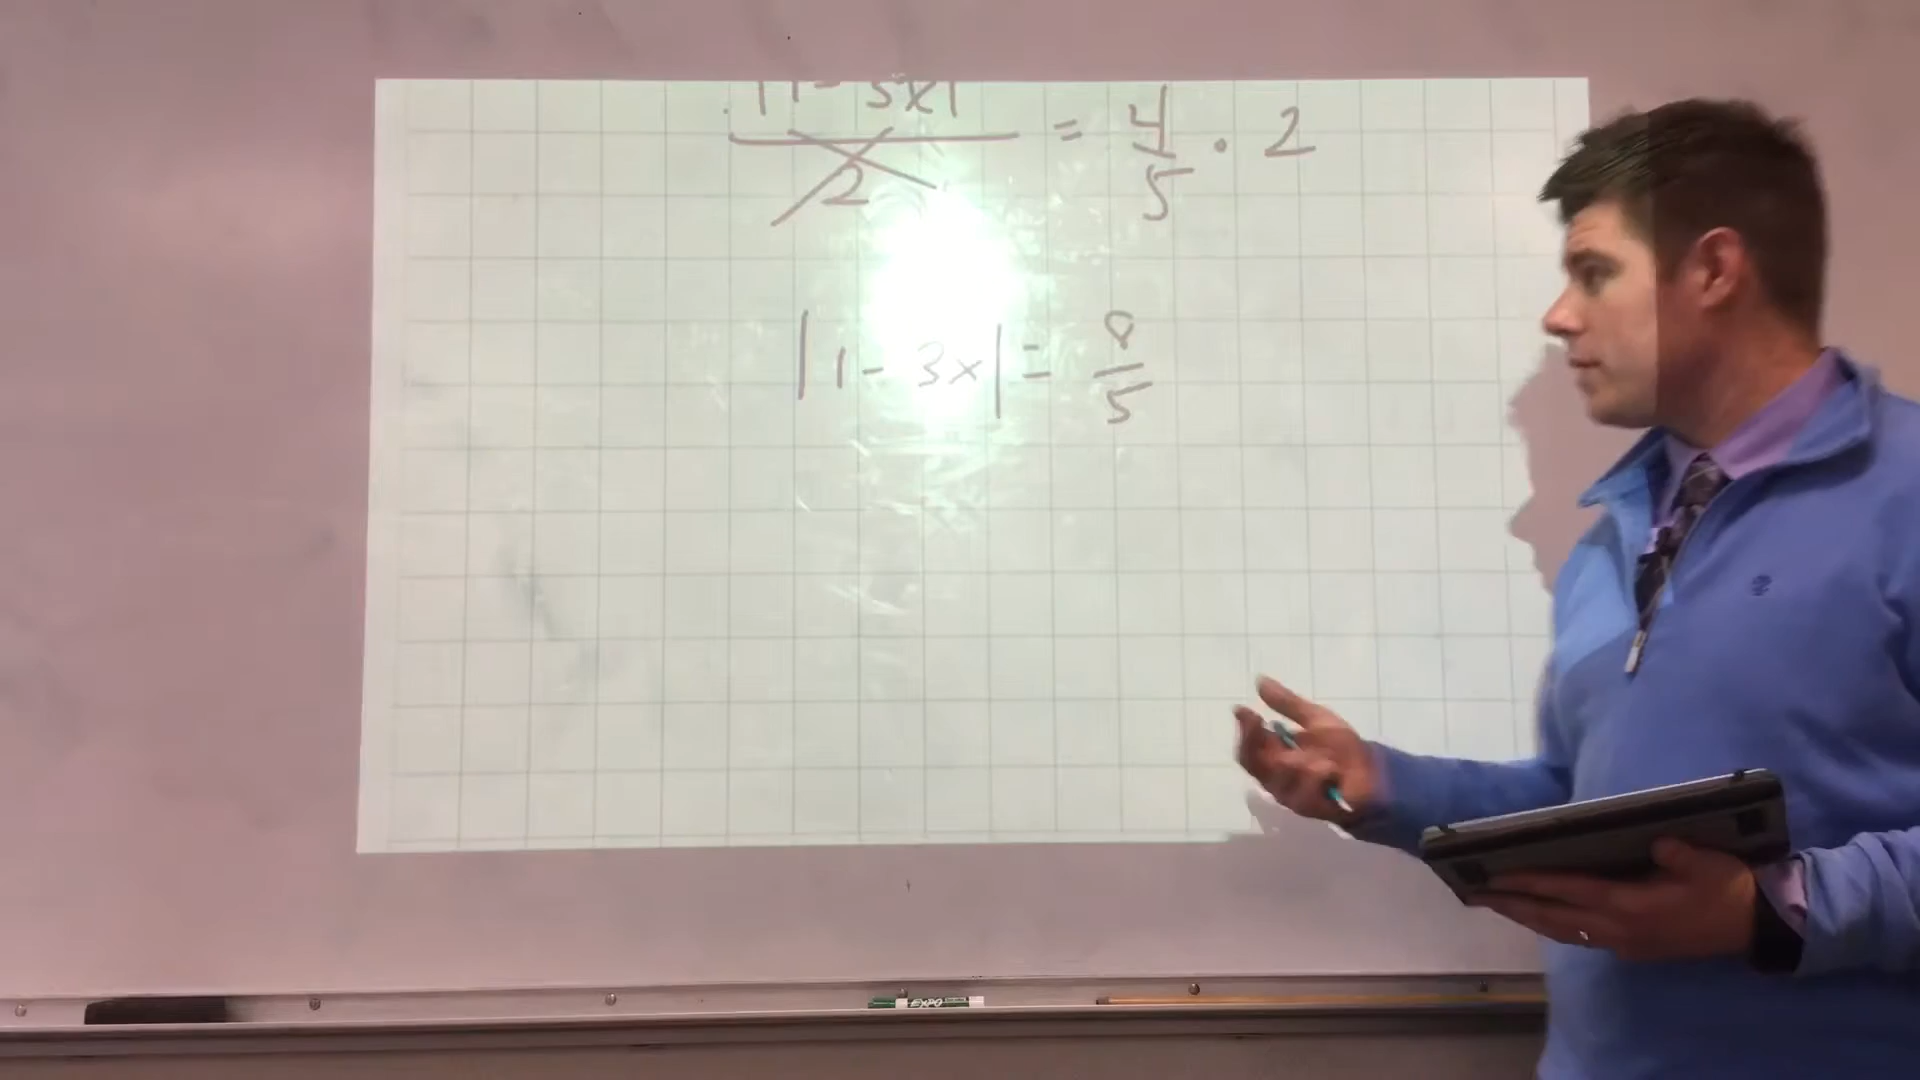 |1 - 3x| / 2 = 4/5 · 2
|1 - 3x| = 8/5
EXPO